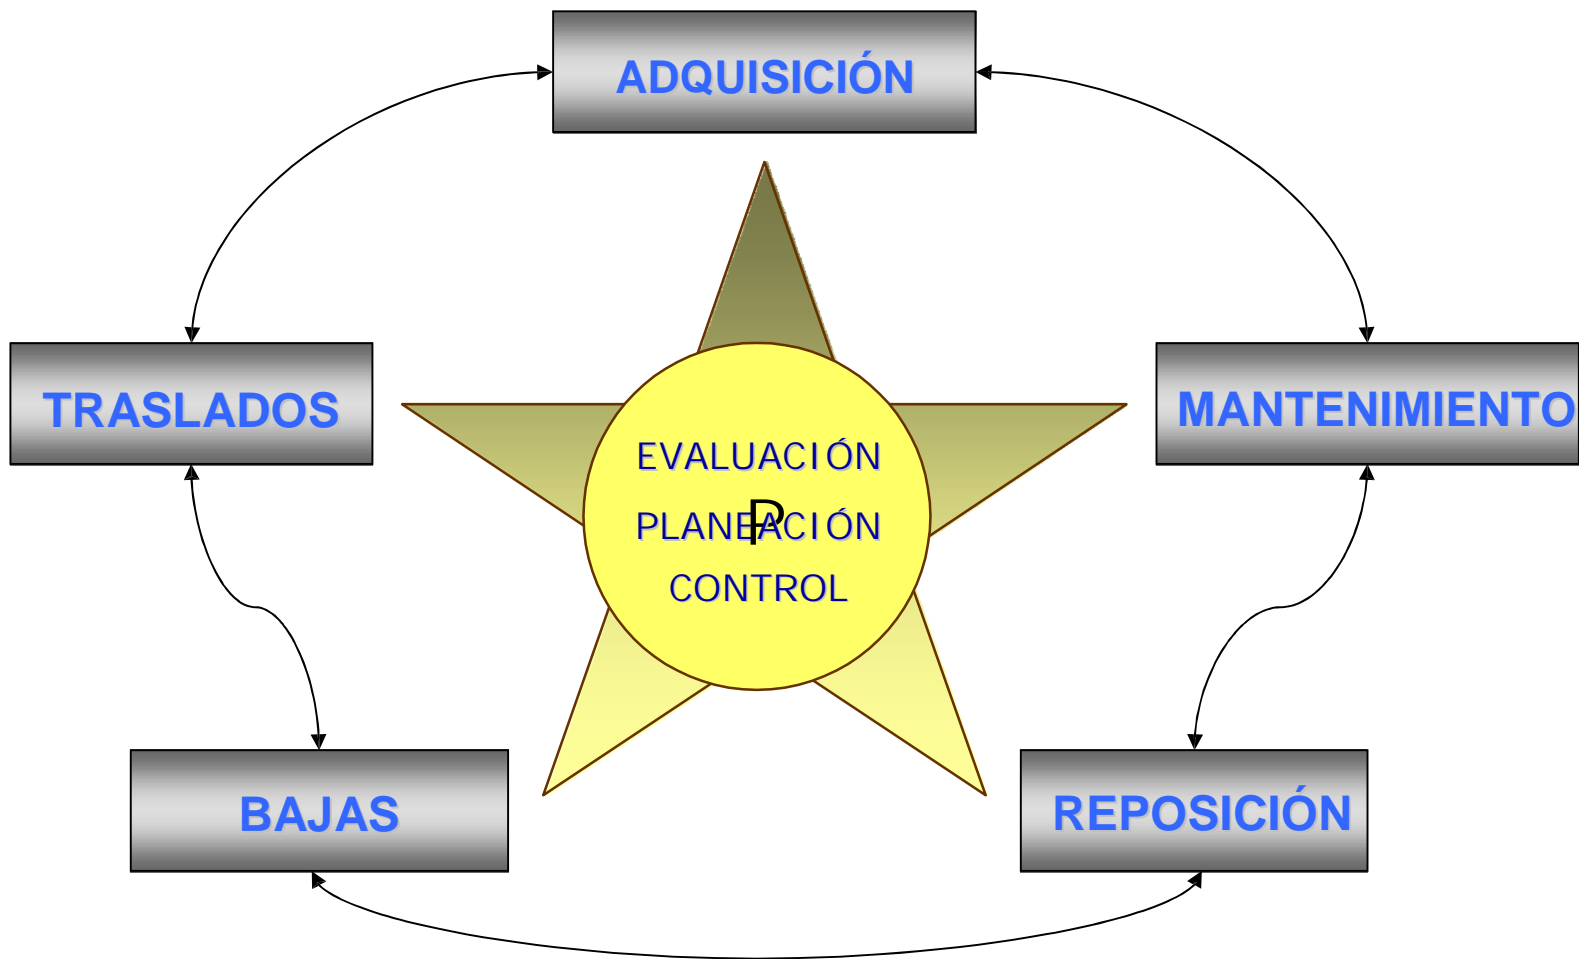 ADQUISICIÓN
TRASLADOS
MANTENIMIENTO
EVALUACIÓN
P
PLANEACIÓN
CONTROL
BAJAS
REPOSICIÓN